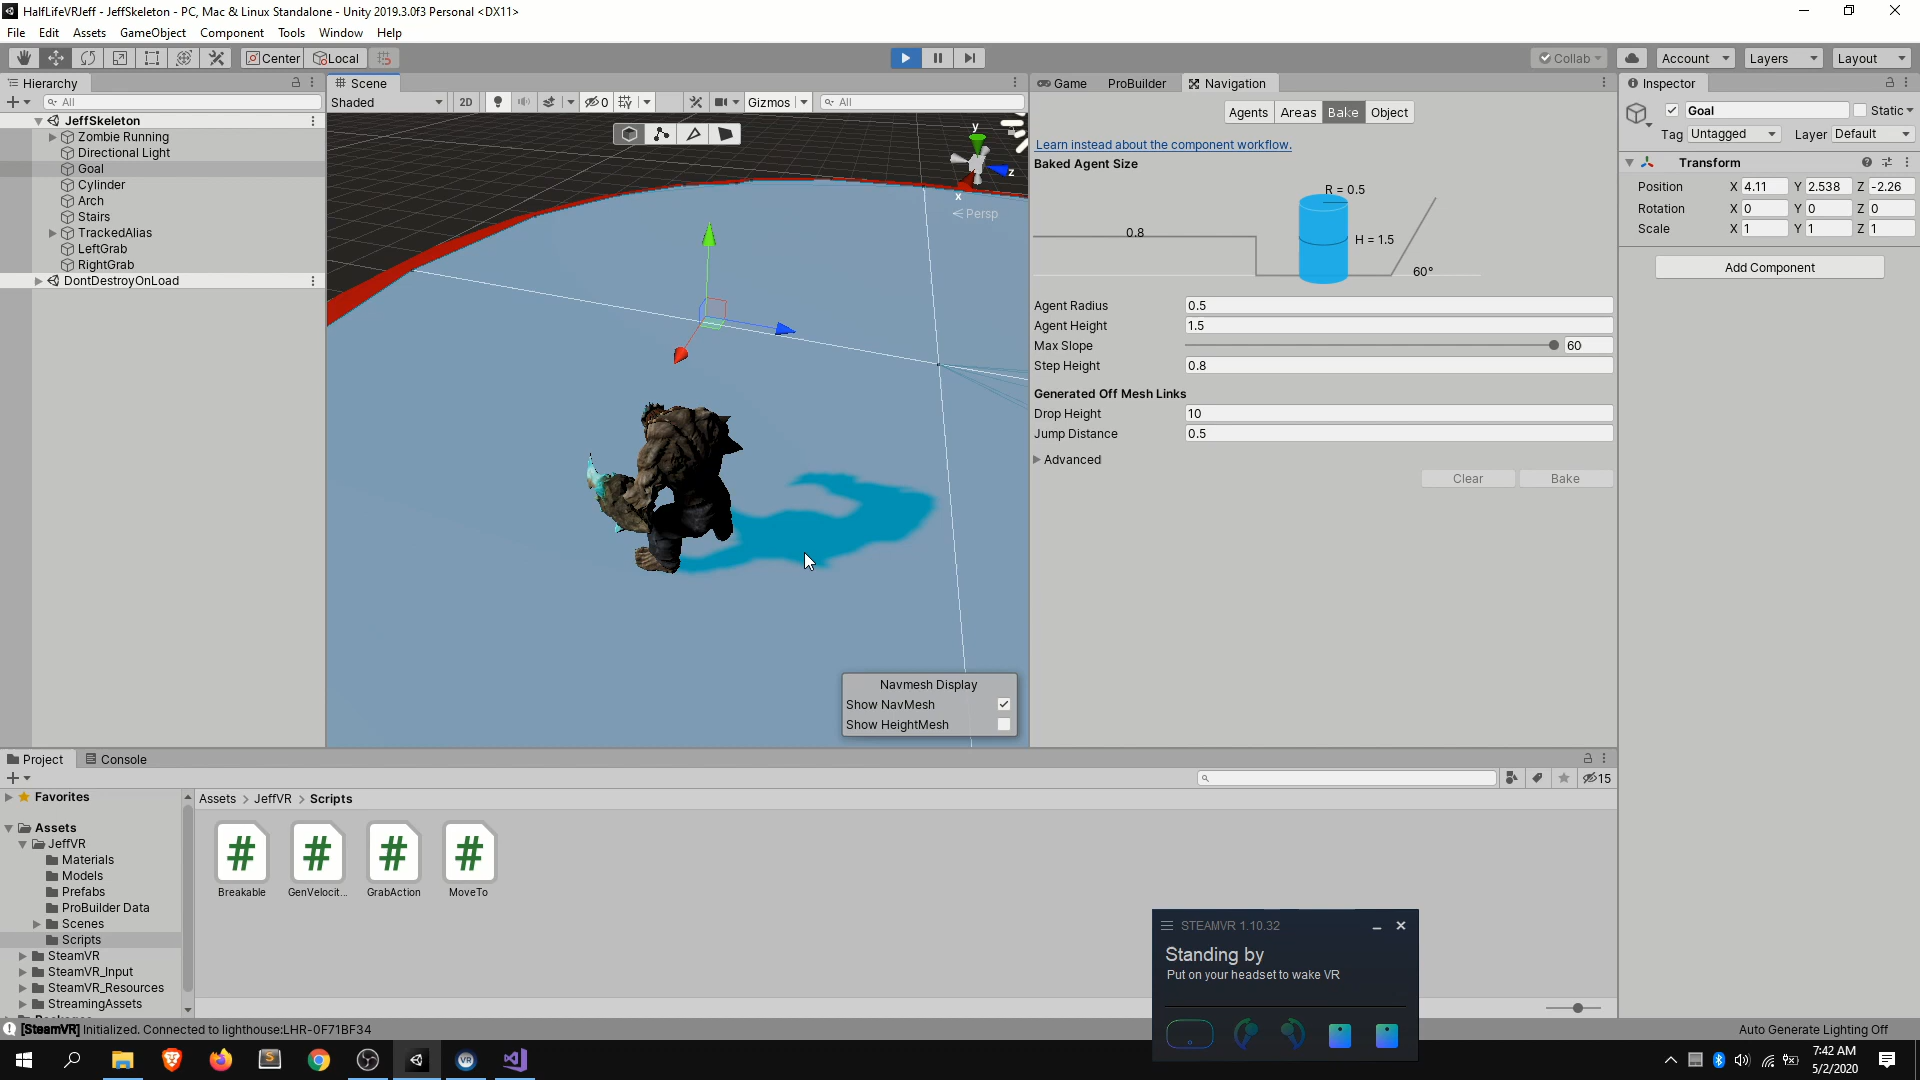 HalfLifeVRJeff - JeffSkeleton - PC, Mac & Linux Standalone - Unity 2019.3.0f3 Personal <DX11>
File Edit Assets GameObject Component Tools Window Help
Center Local
Collab Account Layers Layout
Hierarchy
All
JeffSkeleton
Zombie Running
Directional Light
Goal
Cylinder
Arch
Stairs
TrackedAlias
LeftGrab
RightGrab
DontDestroyOnLoad
Scene
Shaded 2D 0 Gizmos All
y
z
x
Persp
Navmesh Display
Show NavMesh
Show HeightMesh
Game ProBuilder Navigation
Agents Areas Bake Object
Learn instead about the component workflow.
Baked Agent Size
R = 0.5
0.8
H = 1.5
60°
Agent Radius 0.5
Agent Height 1.5
Max Slope 60
Step Height 0.8
Generated Off Mesh Links
Drop Height 10
Jump Distance 0.5
Advanced
Clear Bake
Inspector
Goal Static
Tag Untagged Layer Default
Transform
Position X 4.11 Y 2.538 Z -2.26
Rotation X 0 Y 0 Z 0
Scale X 1 Y 1 Z 1
Add Component
Project Console
15
Favorites
Assets
JeffVR
Materials
Models
Prefabs
ProBuilder Data
Scenes
Scripts
SteamVR
SteamVR_Input
SteamVR_Resources
StreamingAssets
Assets > JeffVR > Scripts
# # # #
Breakable GenVelocit... GrabAction MoveTo
STEAMVR 1.10.32
Standing by
Put on your headset to wake VR
[SteamVR] Initialized. Connected to lighthouse:LHR-0F71BF34
Auto Generate Lighting Off
S VR
7:42 AM
5/2/2020